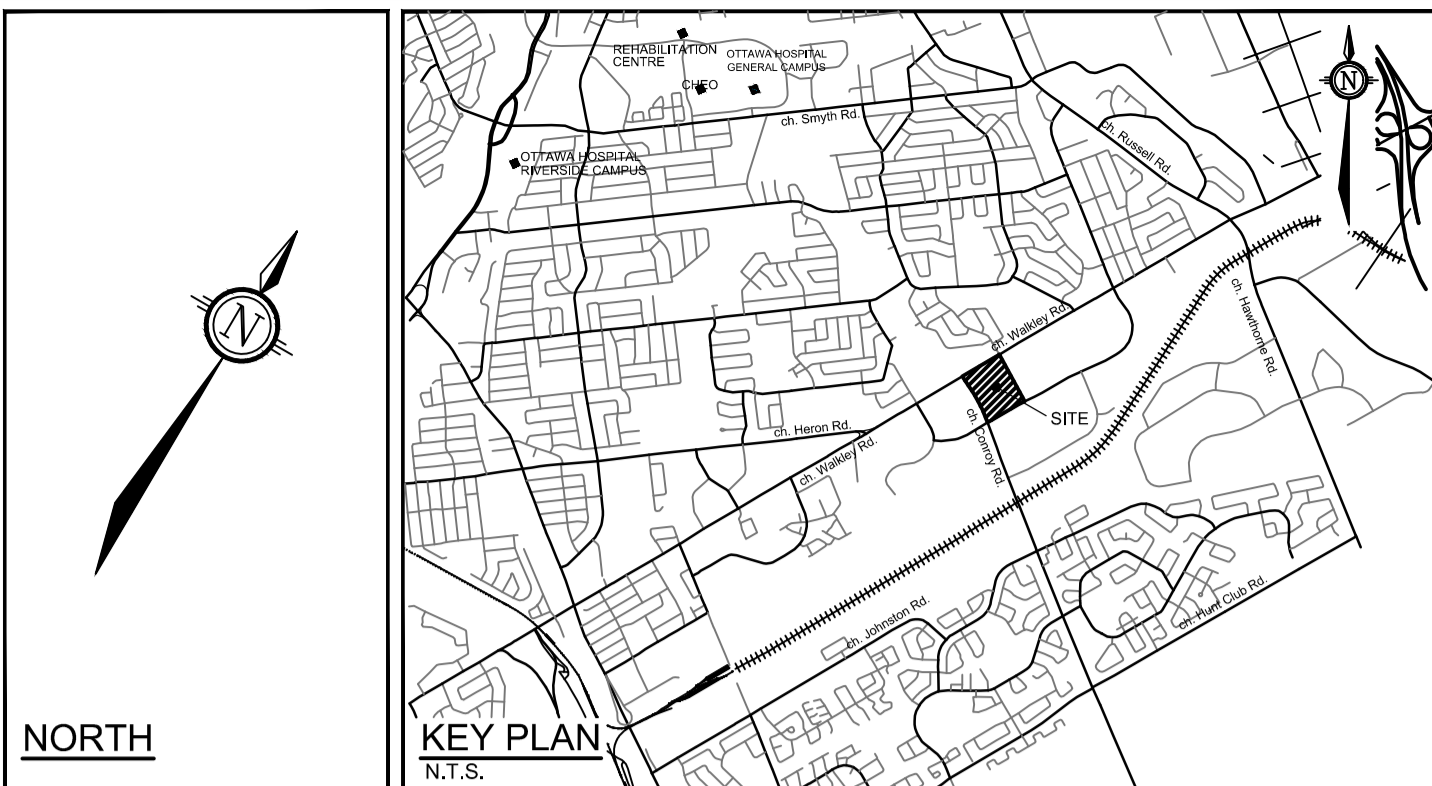 N
NORTH
REHABILITATION
CENTRE
OTTAWA HOSPITAL
GENERAL CAMPUS
CHEO
ch. Smyth Rd.
OTTAWA HOSPITAL
RIVERSIDE CAMPUS
ch. Russell Rd.
N
ch. Hawthorne Rd.
ch. Walkley Rd.
SITE
ch. Conroy Rd.
ch. Heron Rd.
ch. Walkley Rd.
ch. Johnston Rd.
ch. Hunt Club Rd.
KEY PLAN
N.T.S.